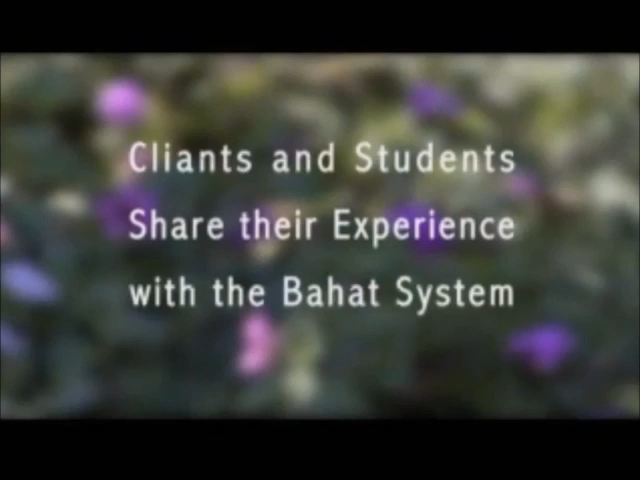 Cliants and Students
Share their Experience
with the Bahat System